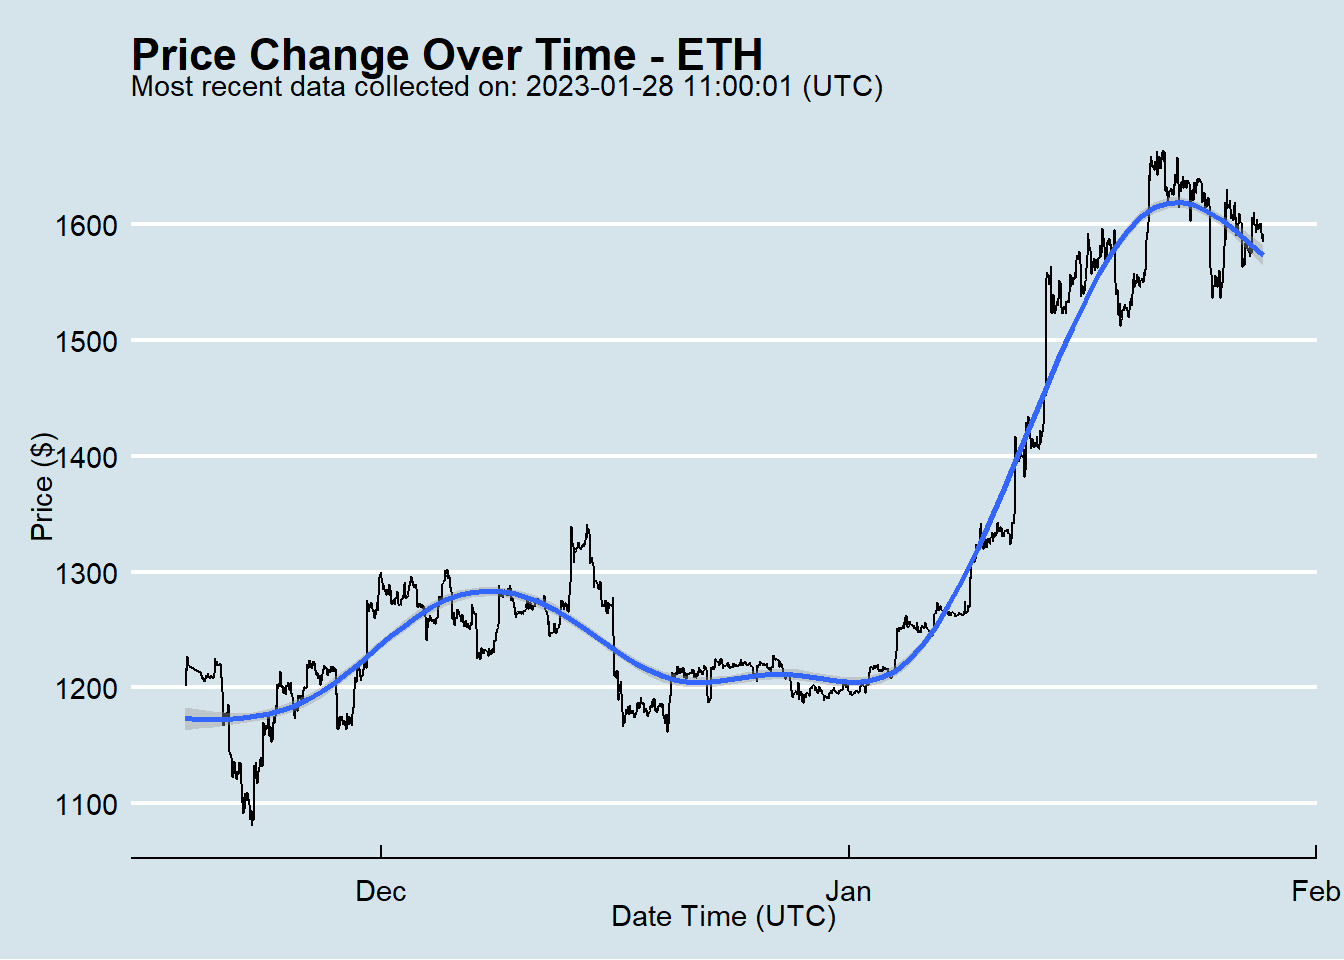 Price Change Over Time - ETH
Most recent data collected on: 2023-01-28 11:00:01 (UTC)
1600
1500
1400
1300
1200
1100
Price ($)
Dec
Jan
Feb
Date Time (UTC)